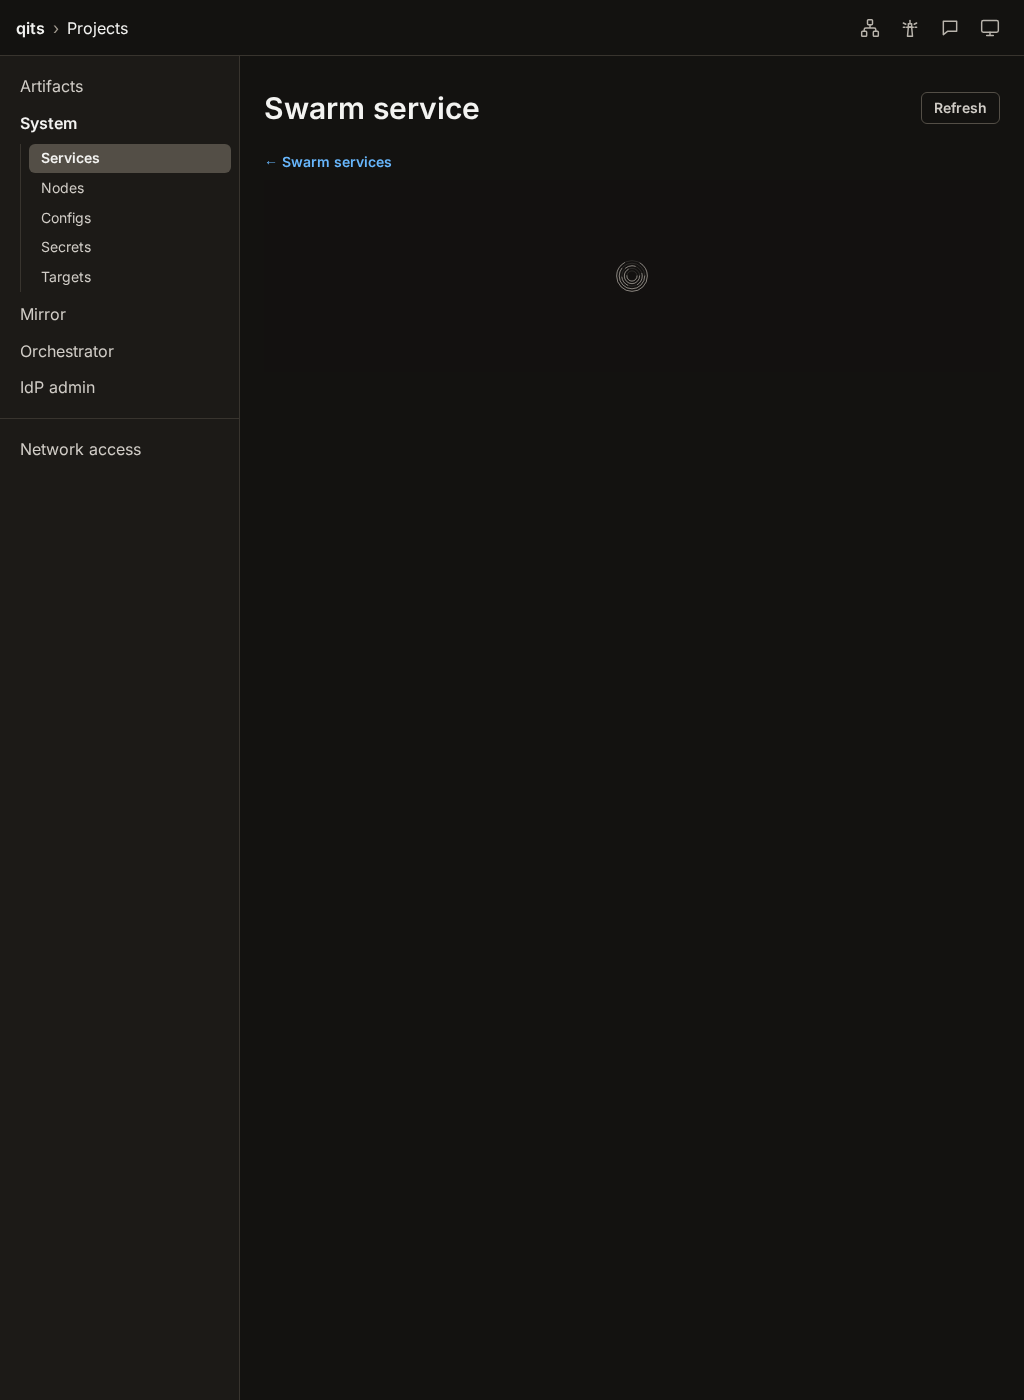 qits › Projects
Artifacts
System
Services
Nodes
Configs
Secrets
Targets
Mirror
Orchestrator
IdP admin
Network access
Swarm service
Refresh
← Swarm services